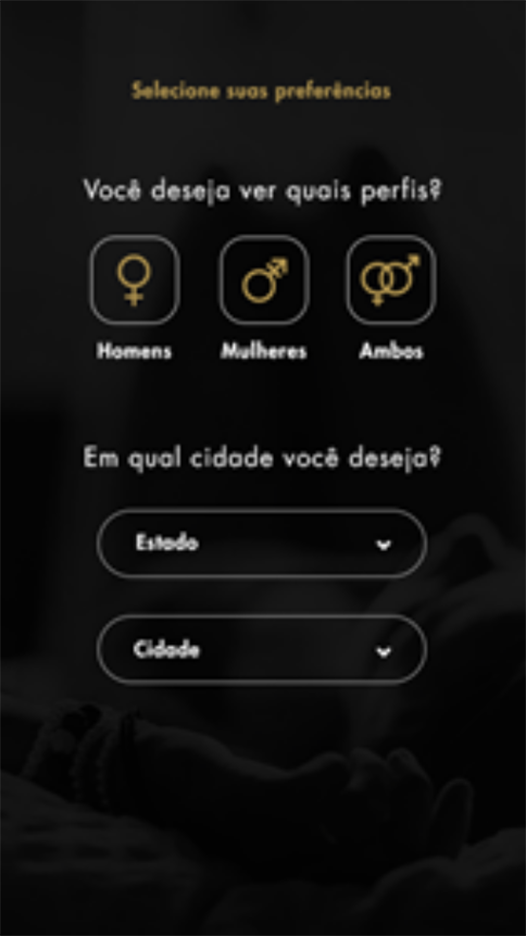 Selecione suas preferências
Você deseja ver quais perfis?
Homens
Mulheres
Ambos
Em qual cidade você deseja?
Estado
Cidade